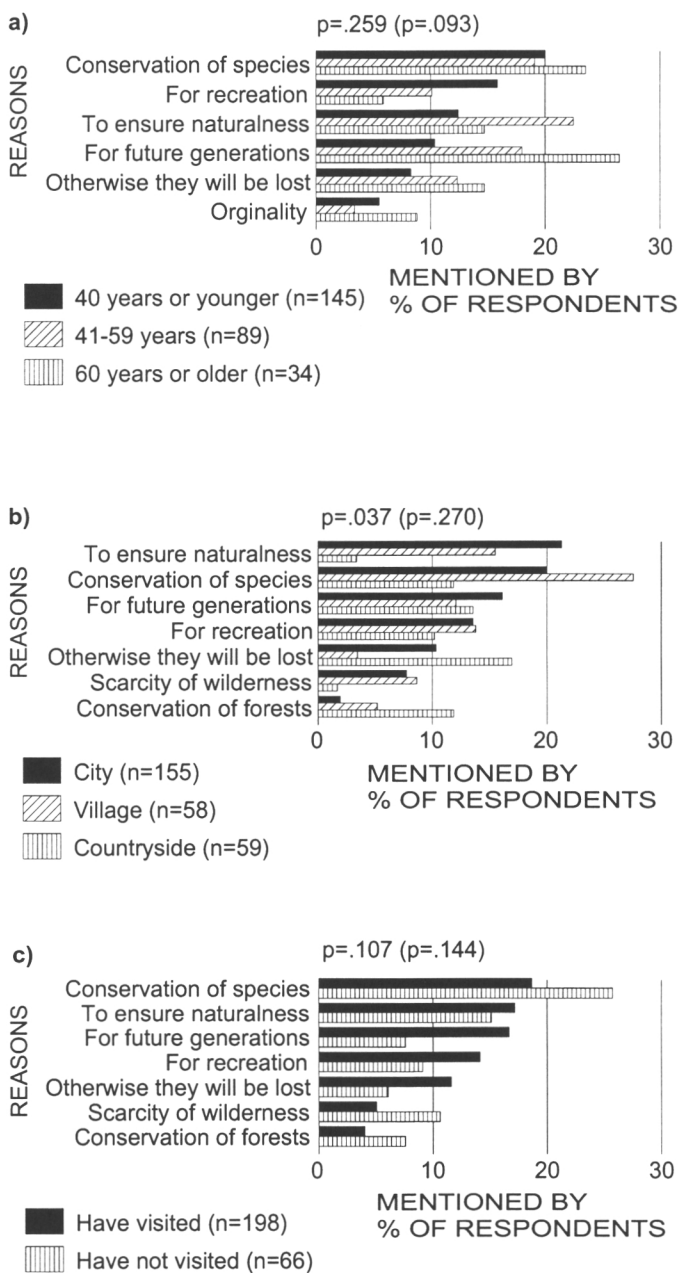 a)
p=.259 (p=.093)
REASONS
Conservation of species
For recreation
To ensure naturalness
For future generations
Otherwise they will be lost
Orginality
0 10 20 30
MENTIONED BY
% OF RESPONDENTS
40 years or younger (n=145)
41-59 years (n=89)
60 years or older (n=34)
b)
p=.037 (p=.270)
REASONS
To ensure naturalness
Conservation of species
For future generations
For recreation
Otherwise they will be lost
Scarcity of wilderness
Conservation of forests
0 10 20 30
MENTIONED BY
% OF RESPONDENTS
City (n=155)
Village (n=58)
Countryside (n=59)
c)
p=.107 (p=.144)
REASONS
Conservation of species
To ensure naturalness
For future generations
For recreation
Otherwise they will be lost
Scarcity of wilderness
Conservation of forests
0 10 20 30
MENTIONED BY
% OF RESPONDENTS
Have visited (n=198)
Have not visited (n=66)